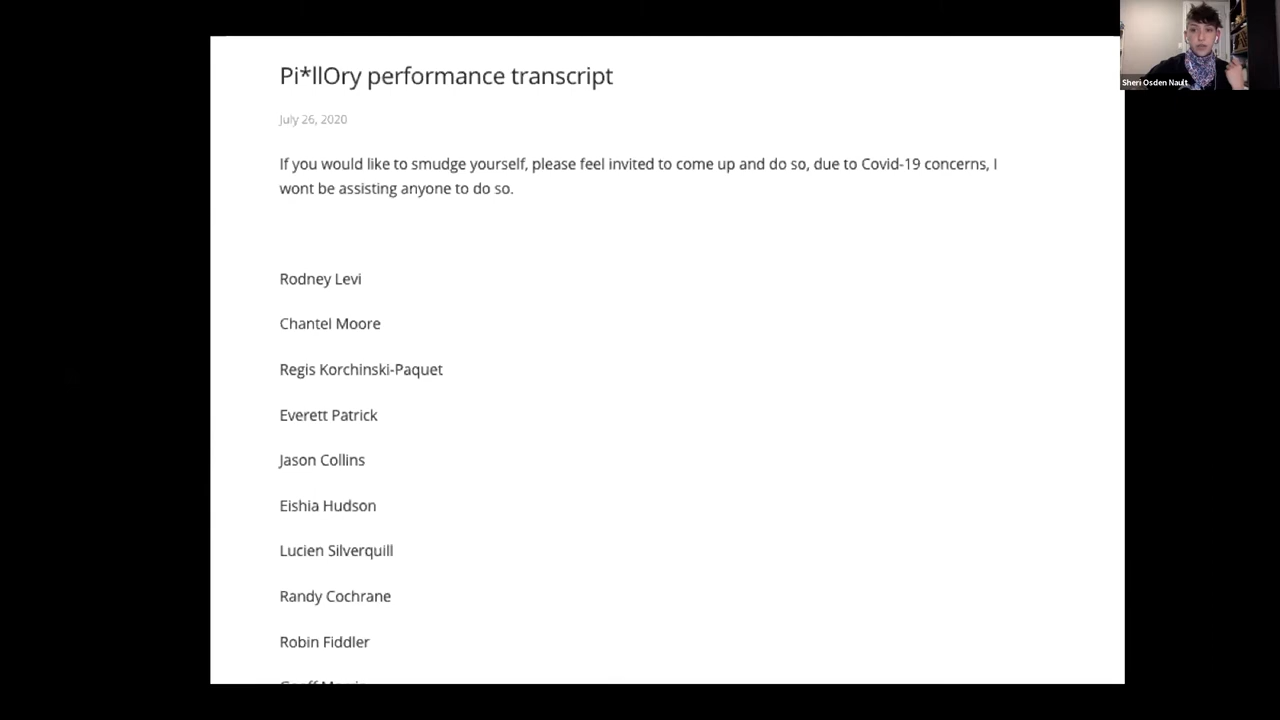 Pi*llOry performance transcript
July 26, 2020
If you would like to smudge yourself, please feel invited to come up and do so, due to Covid-19 concerns, I
wont be assisting anyone to do so.
Rodney Levi
Chantel Moore
Regis Korchinski-Paquet
Everett Patrick
Jason Collins
Eishia Hudson
Lucien Silverquill
Randy Cochrane
Robin Fiddler
Sheri Osden Nault